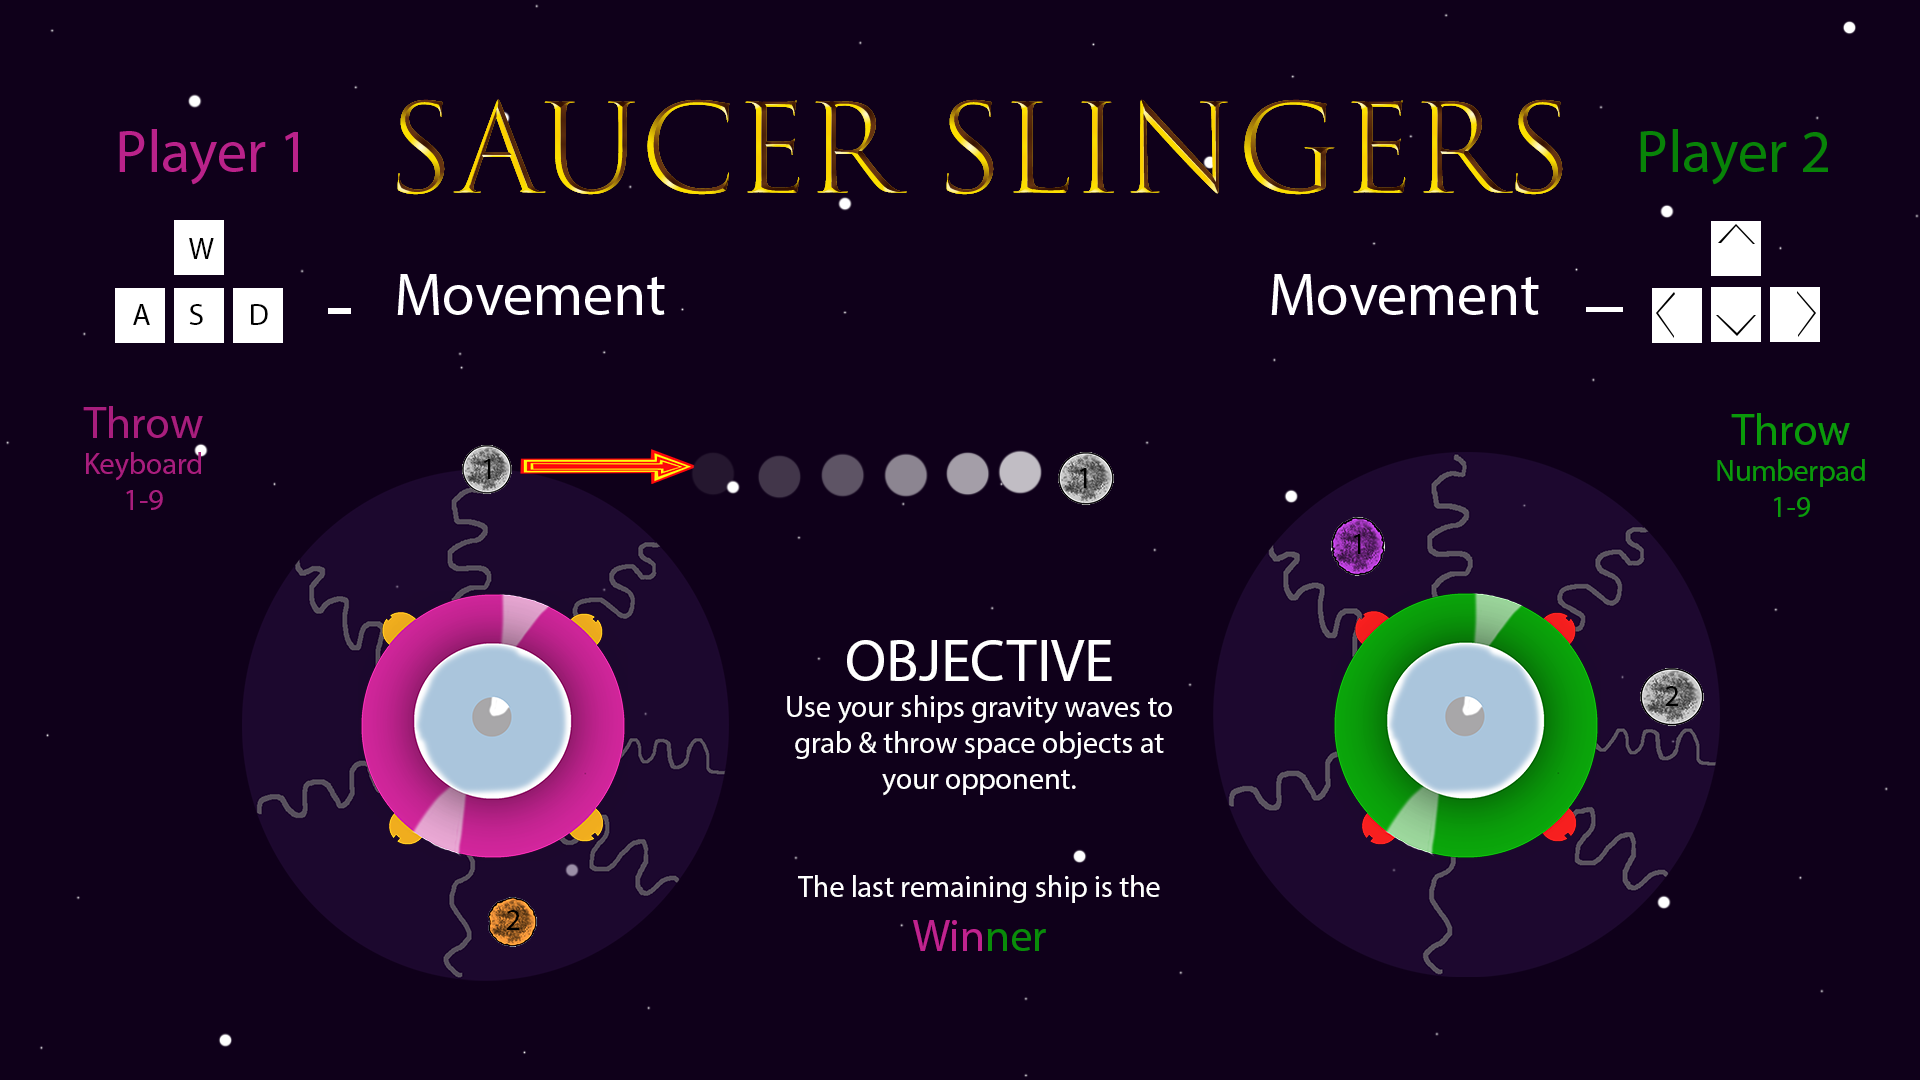 SAUCER SLINGERS
Player 1
Player 2
W
A S D
-
Movement
Movement
—
Throw
Keyboard
1-9
Throw
Numberpad
1-9
1
1
1
2
2
OBJECTIVE
Use your ships gravity waves to
grab & throw space objects at
your opponent.
The last remaining ship is the
Winner